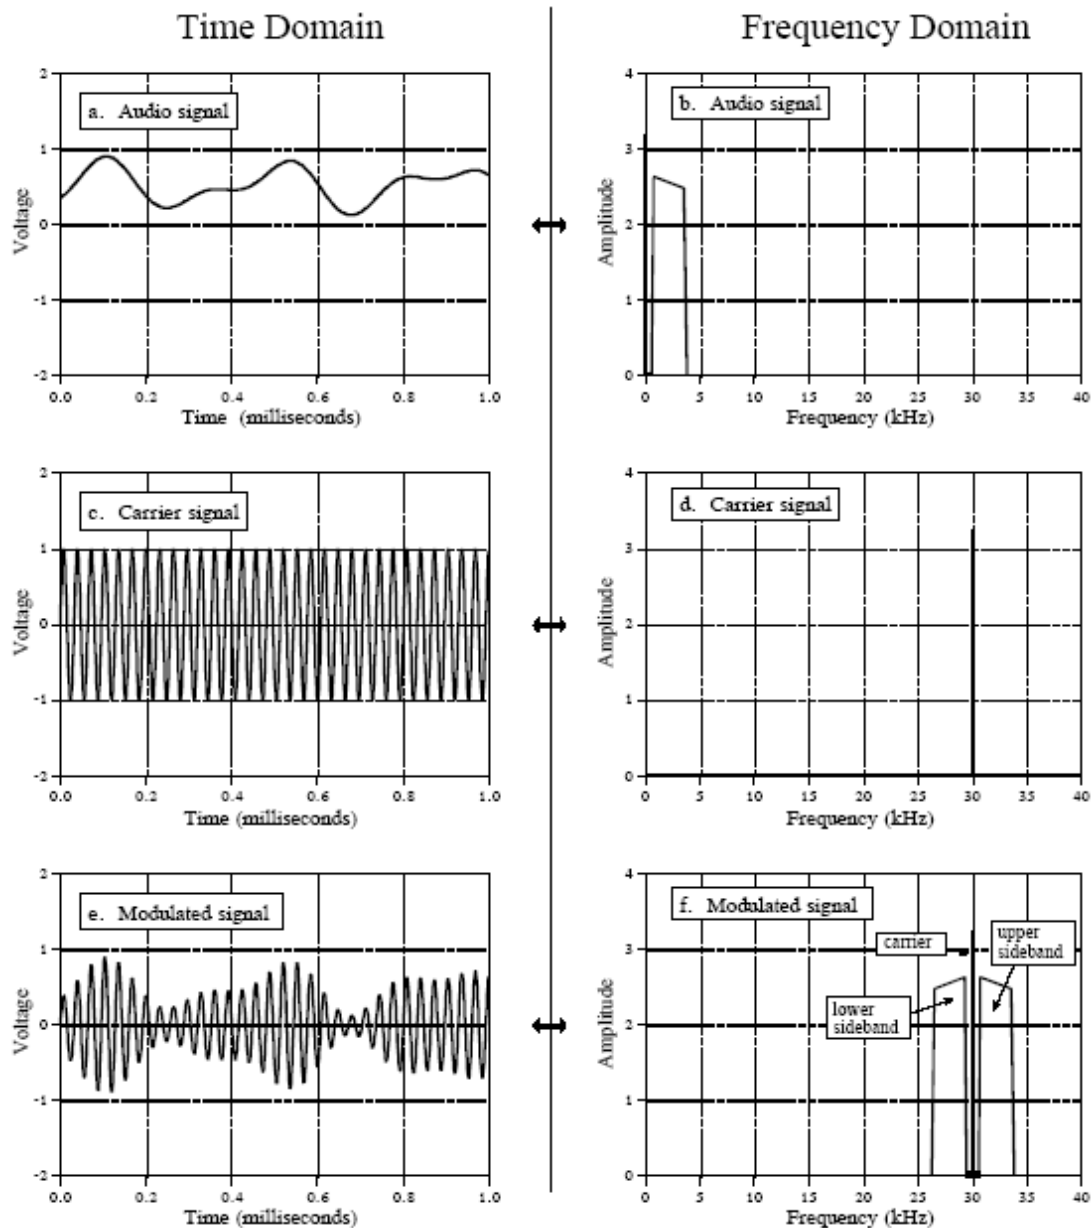 Time Domain
Frequency Domain
a. Audio signal
Voltage
2
1
0
-1
-2
0.0 0.2 0.4 0.6 0.8 1.0
Time (milliseconds)
b. Audio signal
Amplitude
4
3
2
1
0
0 5 10 15 20 25 30 35 40
Frequency (kHz)
c. Carrier signal
Voltage
2
1
0
-1
-2
0.0 0.2 0.4 0.6 0.8 1.0
Time (milliseconds)
d. Carrier signal
Amplitude
4
3
2
1
0
0 5 10 15 20 25 30 35 40
Frequency (kHz)
e. Modulated signal
Voltage
2
1
0
-1
-2
0.0 0.2 0.4 0.6 0.8 1.0
Time (milliseconds)
f. Modulated signal
Amplitude
4
3
2
1
0
carrier
upper
sideband
lower
sideband
0 5 10 15 20 25 30 35 40
Frequency (kHz)